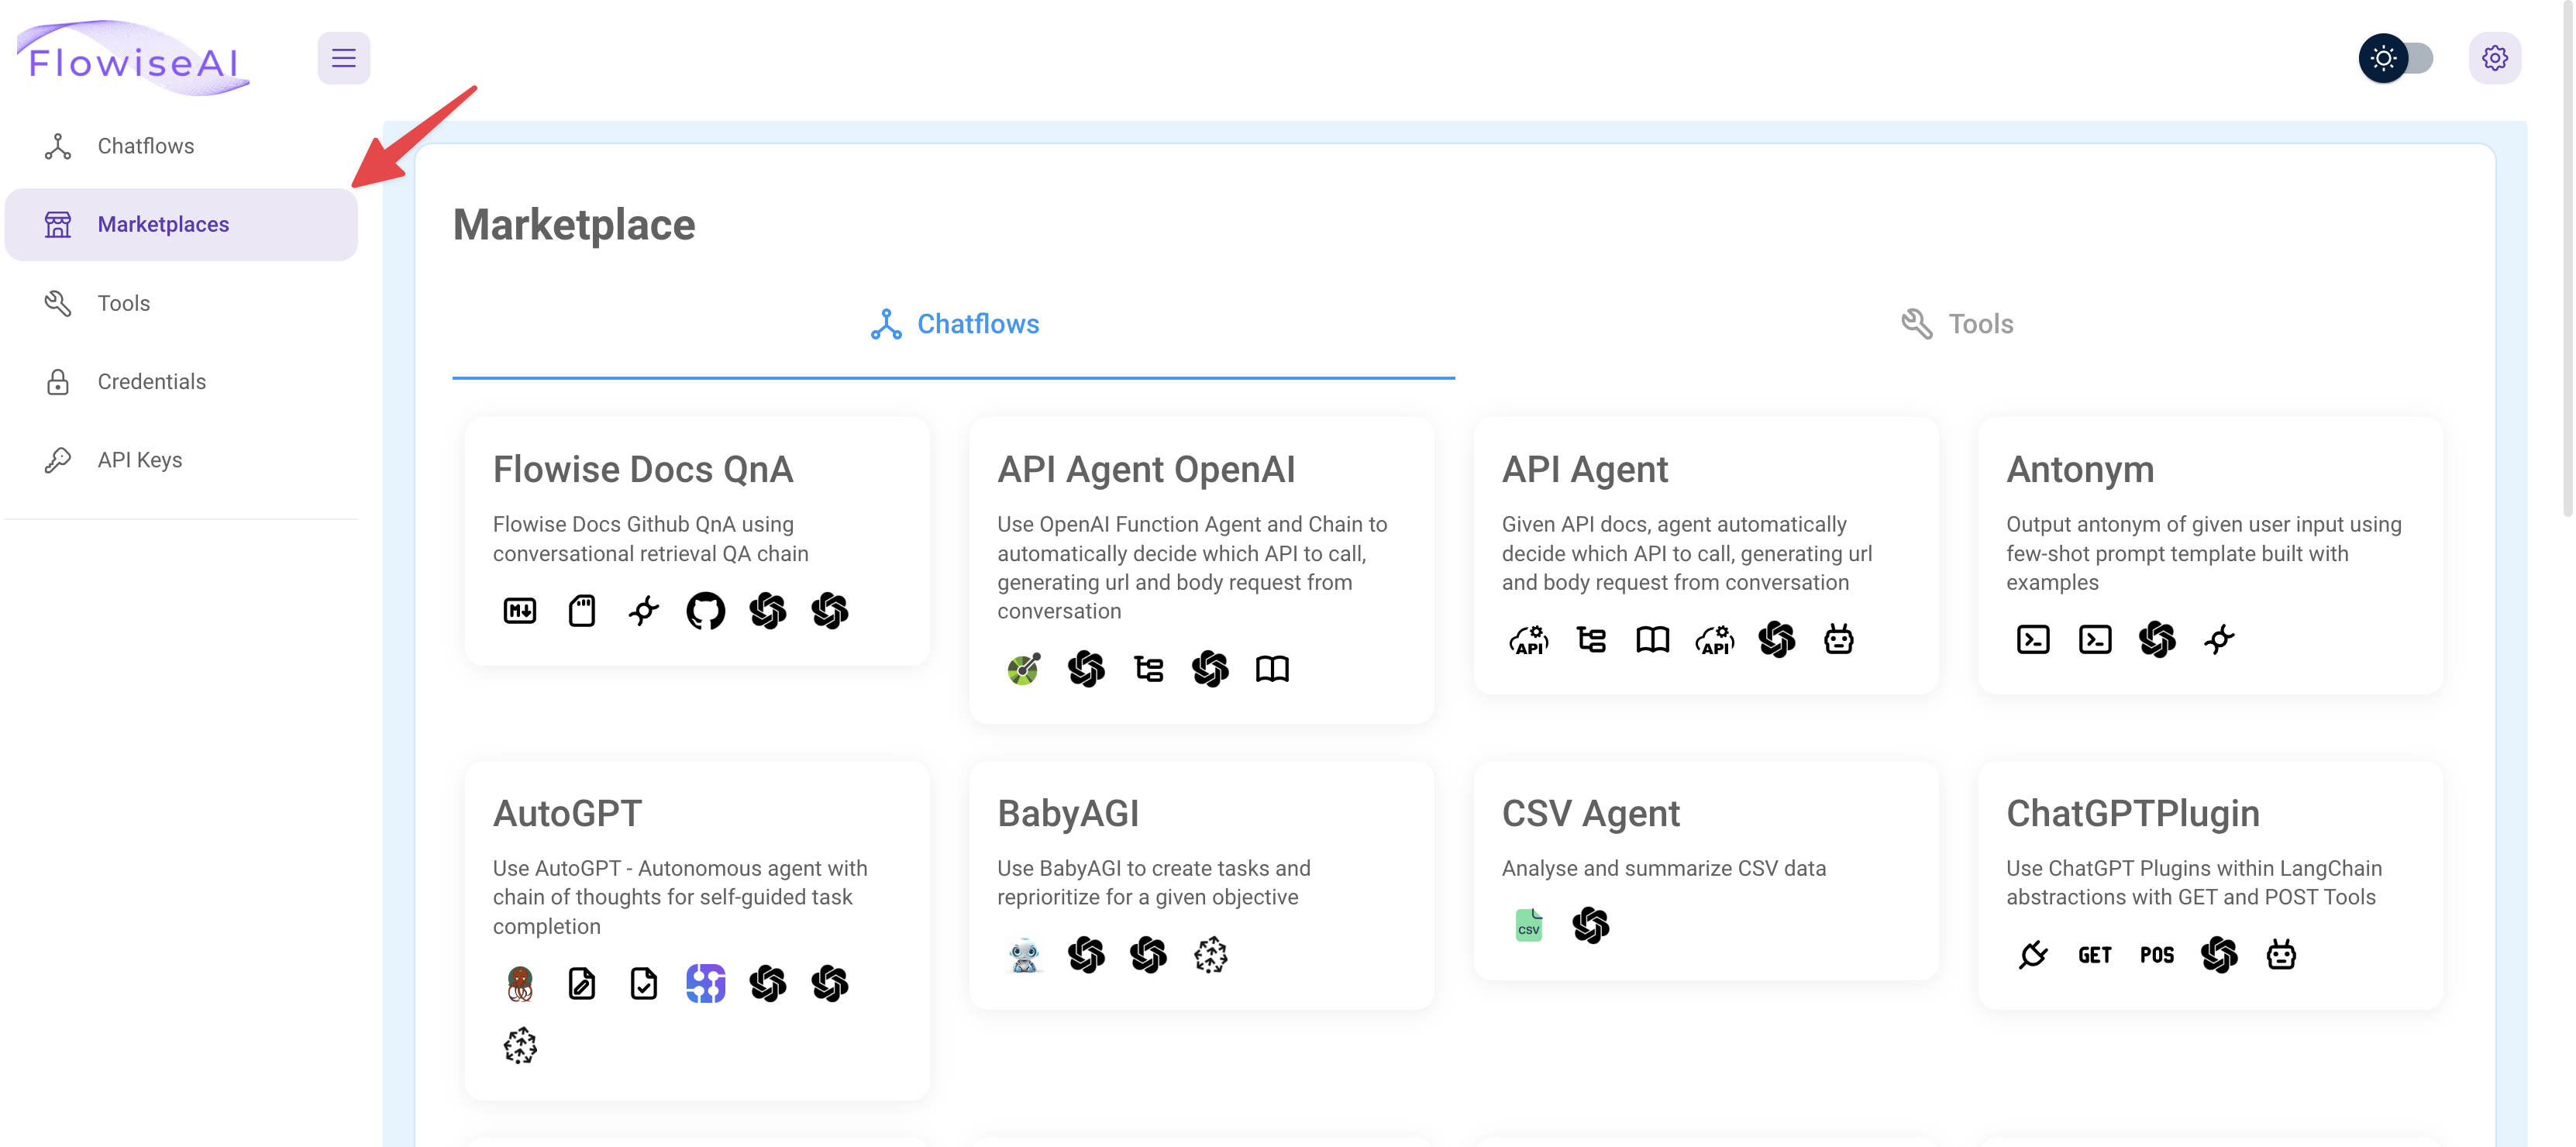 FlowiseAI
Chatflows
Marketplaces
Tools
Credentials
API Keys
Marketplace
Chatflows
Tools
Flowise Docs QnA
Flowise Docs Github QnA using
conversational retrieval QA chain
M
API Agent OpenAI
Use OpenAI Function Agent and Chain to
automatically decide which API to call,
generating url and body request from
conversation
API Agent
Given API docs, agent automatically
decide which API to call, generating url
and body request from conversation
API
API
Antonym
Output antonym of given user input using
few-shot prompt template built with
examples
AutoGPT
Use AutoGPT - Autonomous agent with
chain of thoughts for self-guided task
completion
BabyAGI
Use BabyAGI to create tasks and
reprioritize for a given objective
CSV Agent
Analyse and summarize CSV data
CSV
ChatGPTPlugin
Use ChatGPT Plugins within LangChain
abstractions with GET and POST Tools
GET POS